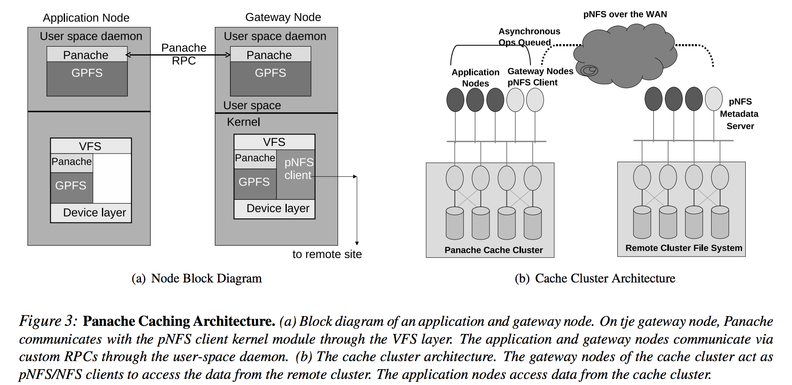 Application Node
Gateway Node
User space daemon
Panache
GPFS
Panache
RPC
User space daemon
Panache
GPFS
User space
Kernel
VFS
Panache
GPFS
Device layer
VFS
Panache
GPFS
pNFS
client
Device layer
to remote site
(a) Node Block Diagram
pNFS over the WAN
Asynchronous
Ops Queued
Application
Nodes
Gateway Nodes
pNFS Client
pNFS
Metadata
Server
Panache Cache Cluster
Remote Cluster File System
(b) Cache Cluster Architecture
Figure 3: Panache Caching Architecture. (a) Block diagram of an application and gateway node. On tje gateway node, Panache
communicates with the pNFS client kernel module through the VFS layer. The application and gateway nodes communicate via
custom RPCs through the user-space daemon. (b) The cache cluster architecture. The gateway nodes of the cache cluster act as
pNFS/NFS clients to access the data from the remote cluster. The application nodes access data from the cache cluster.